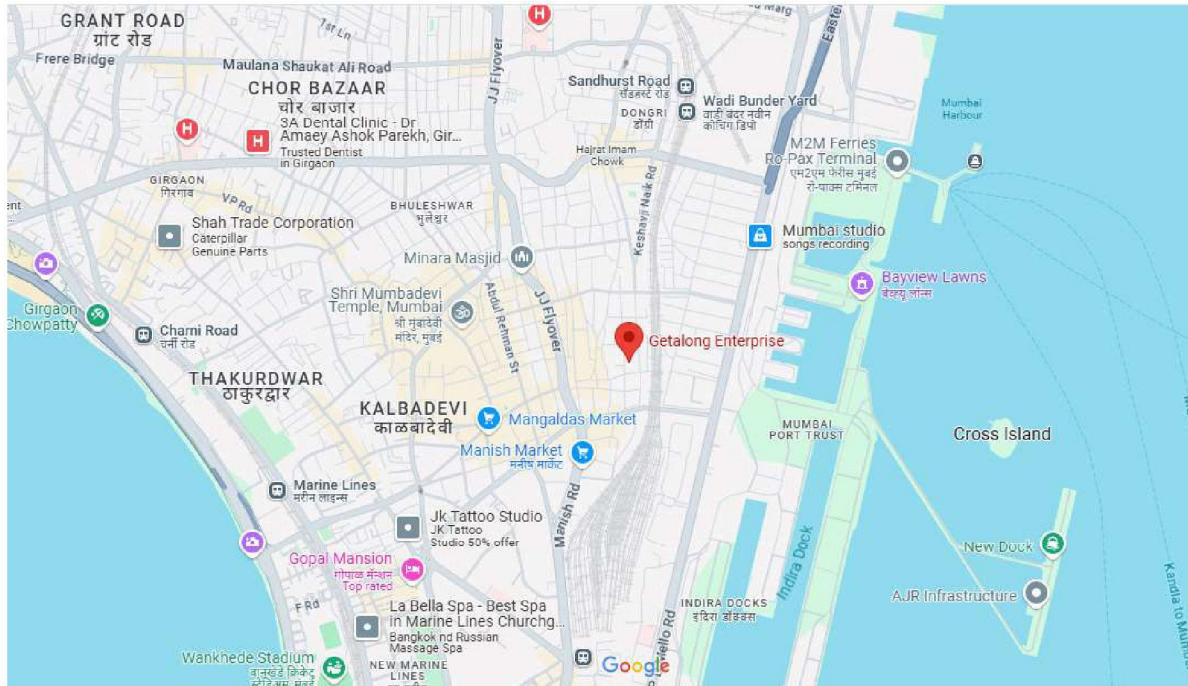 GRANT ROAD
ग्रांट रोड
1st Ln
Frere Bridge
Maulana Shaukat Ali Road
CHOR BAZAAR
चोर बाजार
3A Dental Clinic - Dr
Amaey Ashok Parekh, Gir...
Trusted Dentist
in Girgaon
JJ Flyover
Sandhurst Road
सँडहर्स्ट रोड
DONGRI
डोंग्री
Wadi Bunder Yard
वाडी बंदर नवीन
कोचिंग डिपो
Marg
Mumbai
Harbour
Hajrat Imam
Chowk
M2M Ferries
Ro-Pax Terminal
एम2एम फेरीस मुंबई
रो-पाक्स टर्मिनल
GIRGAON
गिरगाव
VP Rd
BHULESHWAR
भुलेश्वर
Keshavji Naik Rd
Shah Trade Corporation
Caterpillar
Genuine Parts
Mumbai studio
songs recording
Minara Masjid
Bayview Lawns
बेव्ह्यू लॉन्स
Shri Mumbadevi
Temple, Mumbai
श्री मुंबादेवी
मंदिर, मुंबई
Abdul Rehman St
JJ Flyover
Girgaon
Chowpatty
Charni Road
चर्नी रोड
Getalong Enterprise
THAKURDWAR
ठाकुरद्वार
KALBADEVI
काळबादेवी
Mangaldas Market
MUMBAI
PORT TRUST
Cross Island
Manish Market
मनीष मार्केट
Marine Lines
मरीन लाइन्स
Manish Rd
Jk Tattoo Studio
JK Tattoo
Studio 50% offer
Gopal Mansion
गोपाळ मॅन्शन
Top rated
Indira Dock
New Dock
AJR Infrastructure
F Rd
La Bella Spa - Best Spa
in Marine Lines Churchg...
Bangkok nd Russian
Massage Spa
INDIRA DOCKS
इंदिरा डॉक्क्स
Wankhede Stadium
वानखेडे क्रिकेट
स्टेडिअम, मुंबई
NEW MARINE
LINES
Google